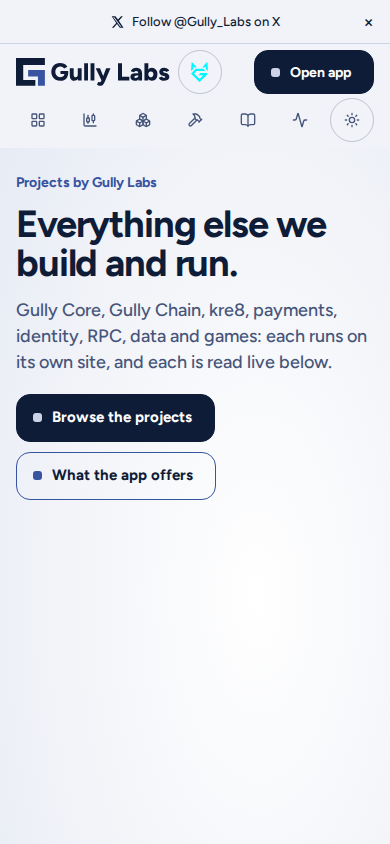 Follow @Gully_Labs on X
×
Gully Labs
Open app
Projects by Gully Labs
Everything else we
build and run.
Gully Core, Gully Chain, kre8, payments,
identity, RPC, data and games: each runs on
its own site, and each is read live below.
Browse the projects
What the app offers